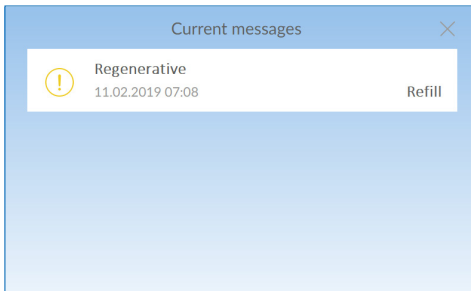 Current messages
Regenerative
11.02.2019 07:08
Refill